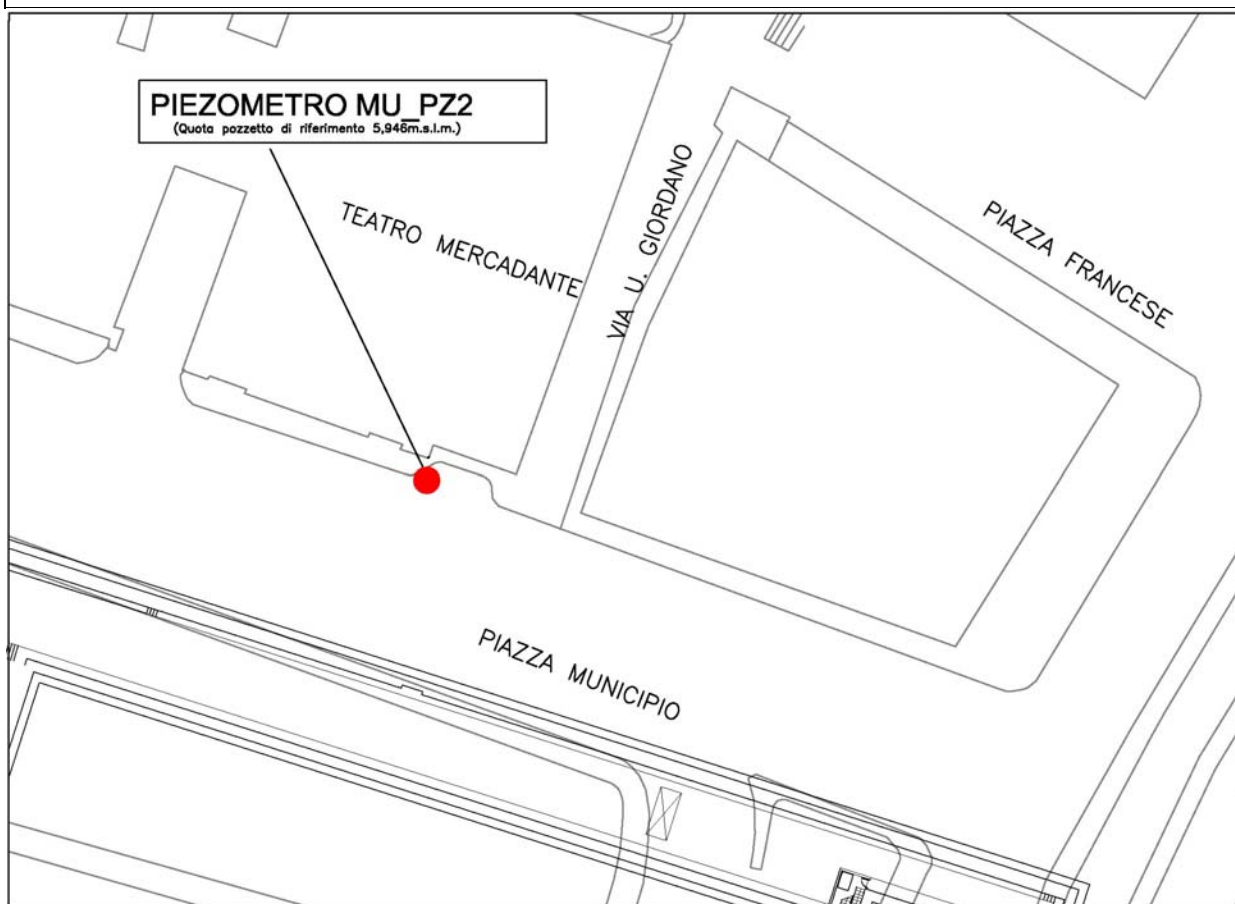 PIEZOMETRO MU_PZ2
(Quota pozzetto di riferimento 5,946m.s.l.m.)
TEATRO MERCADANTE
VIA U. GIORDANO
PIAZZA FRANCESE
PIAZZA MUNICIPIO